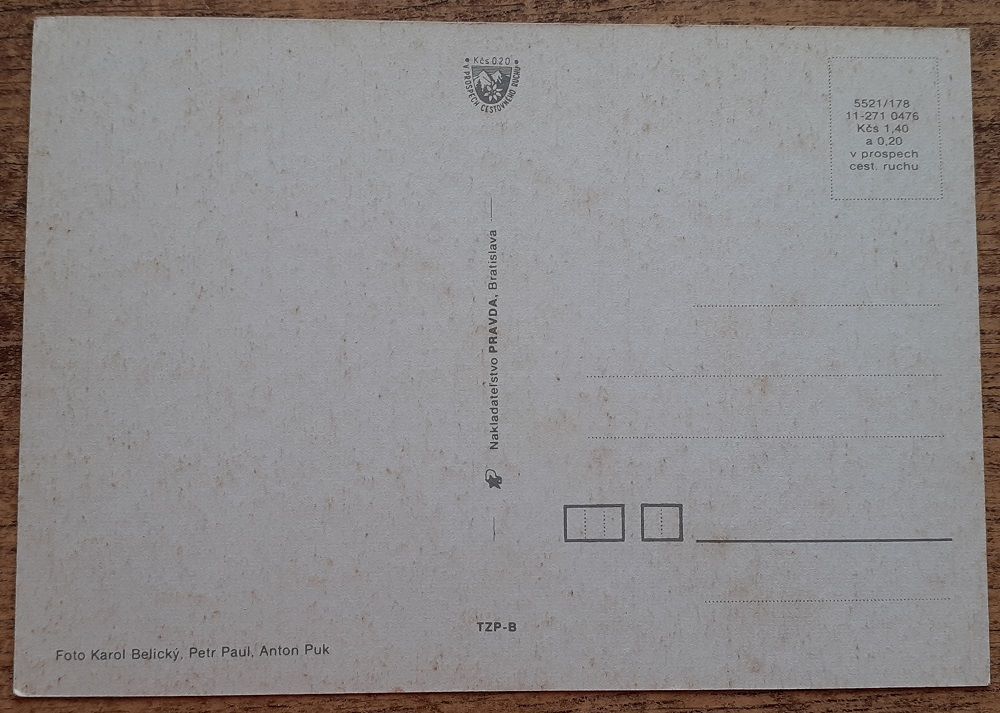 Kčs 0,20
V PROSPECH CESTOVNÉHO RUCHU
5521/178
11-271 0476
Kčs 1,40
a 0,20
v prospech
cest. ruchu
Nakladateľstvo PRAVDA, Bratislava
TZP-B
Foto Karol Belický, Petr Paul, Anton Puk